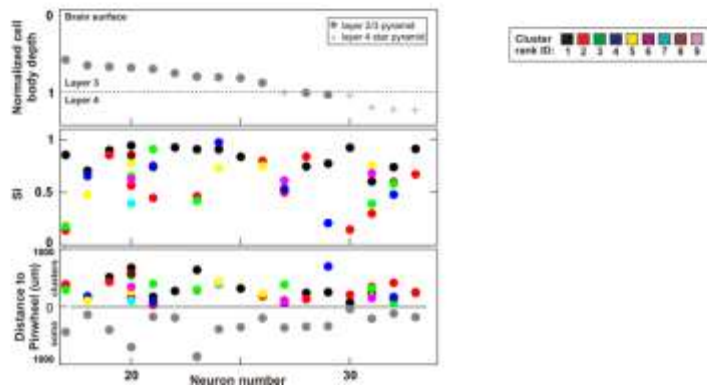 0
Brain surface
layer 2/3 pyramid
layer 4 star pyramid
Normalized cell
body depth
Layer 3
1
Layer 4
Cluster
rank ID:
1 2 3 4 5 6 7 8 9
1
SI
0.5
0
Distance to
Pinwheel (um)
clusters
soma
0
20
30
Neuron number